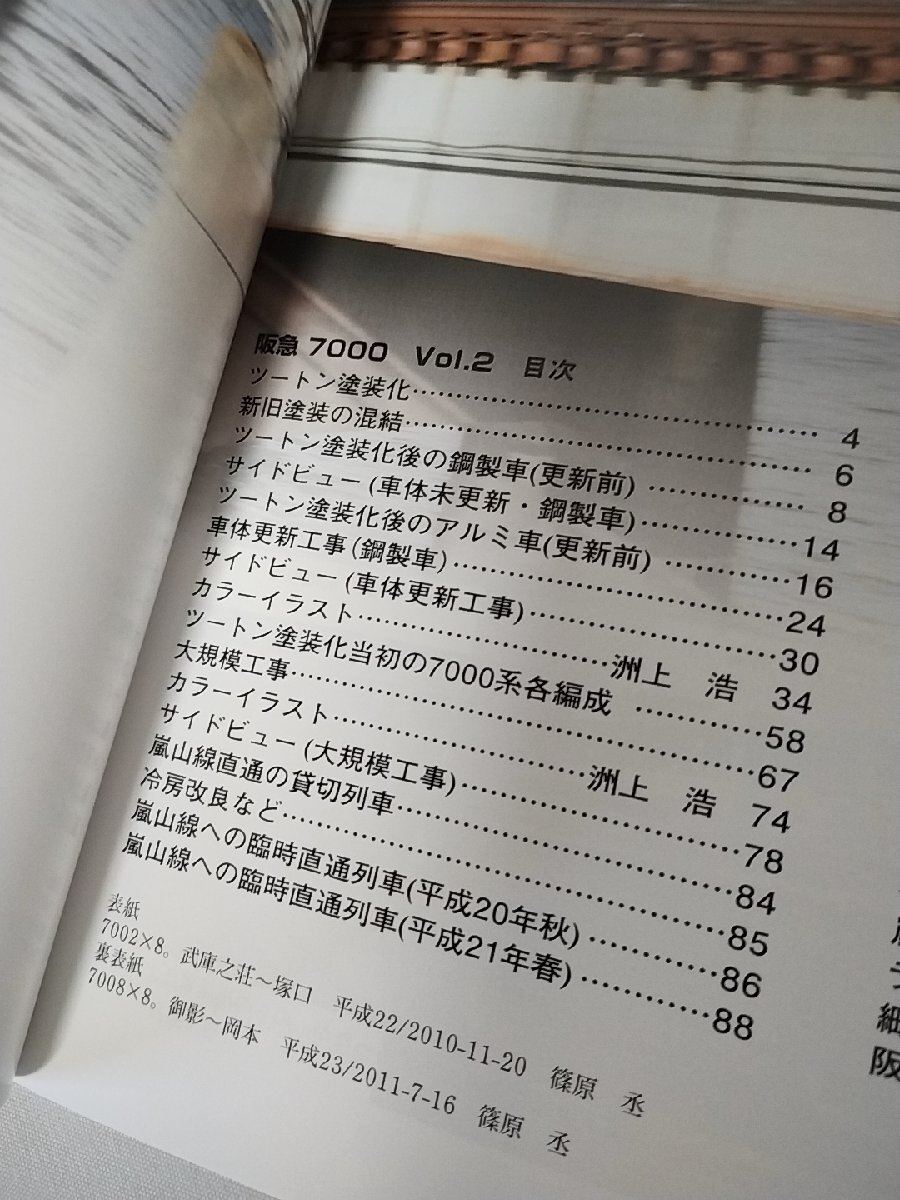 阪急 7000 Vol.2 目次
ツートン塗装化 4
新旧塗装の混結 6
ツートン塗装化後の鋼製車(更新前) 8
サイドビュー(車体未更新・鋼製車) 14
ツートン塗装化後のアルミ車(更新前) 16
車体更新工事(鋼製車) 24
サイドビュー(車体更新工事) 30
カラーイラスト 洲上 浩 34
ツートン塗装化当初の7000系各編成 58
大規模工事 67
カラーイラスト 洲上 浩 74
サイドビュー(大規模工事) 78
嵐山線直通の貸切列車 84
冷房改良など 85
嵐山線への臨時直通列車(平成20年秋) 86
嵐山線への臨時直通列車(平成21年春) 88
表紙
7002×8。武庫之荘～塚口 平成22/2010-11-20 篠原 丞
裏表紙
7008×8。御影～岡本 平成23/2011-7-16 篠原 丞
細
阪